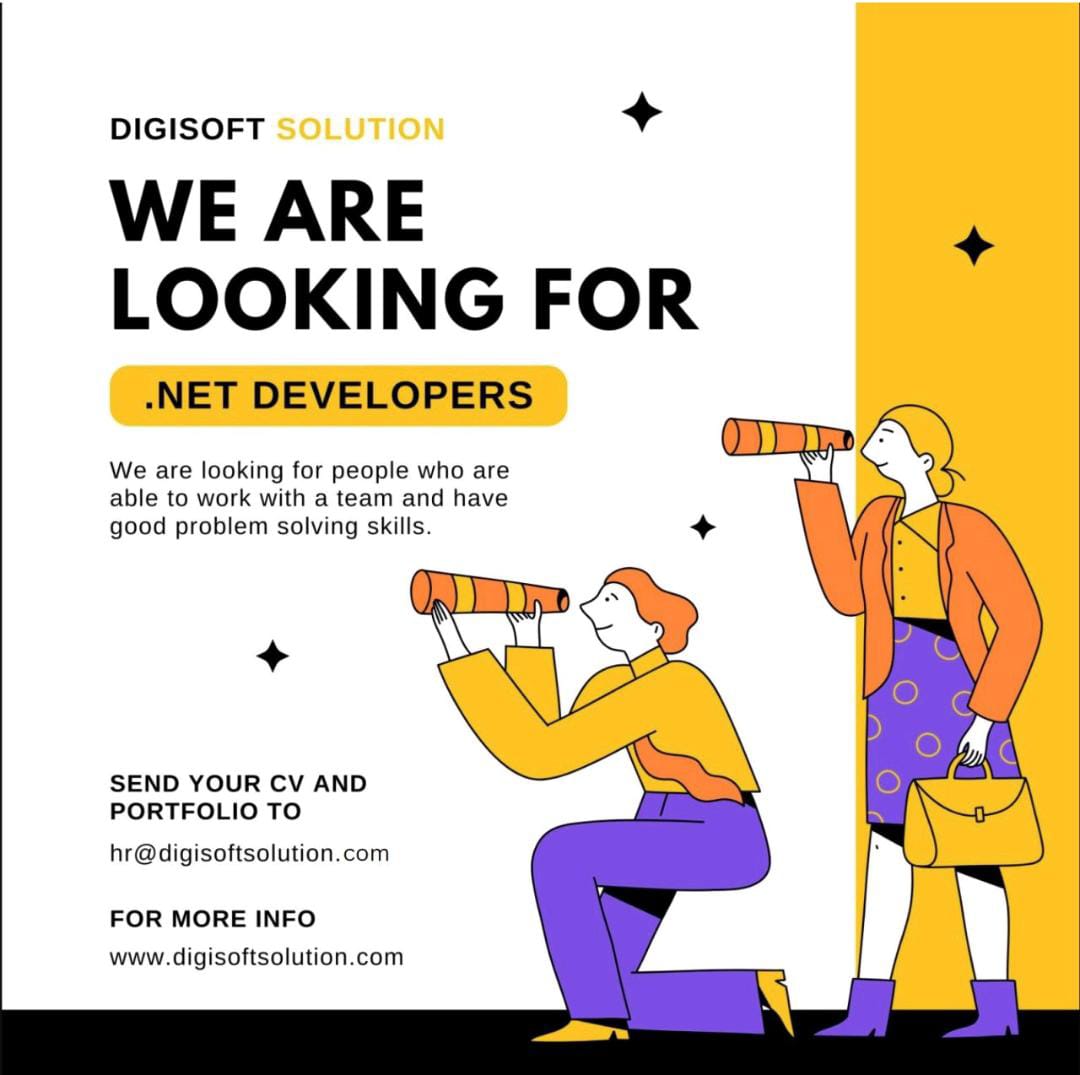 DIGISOFT SOLUTION
WE ARE
LOOKING FOR
.NET DEVELOPERS
We are looking for people who are
able to work with a team and have
good problem solving skills.
SEND YOUR CV AND
PORTFOLIO TO
hr@digisoftsolution.com
FOR MORE INFO
www.digisoftsolution.com